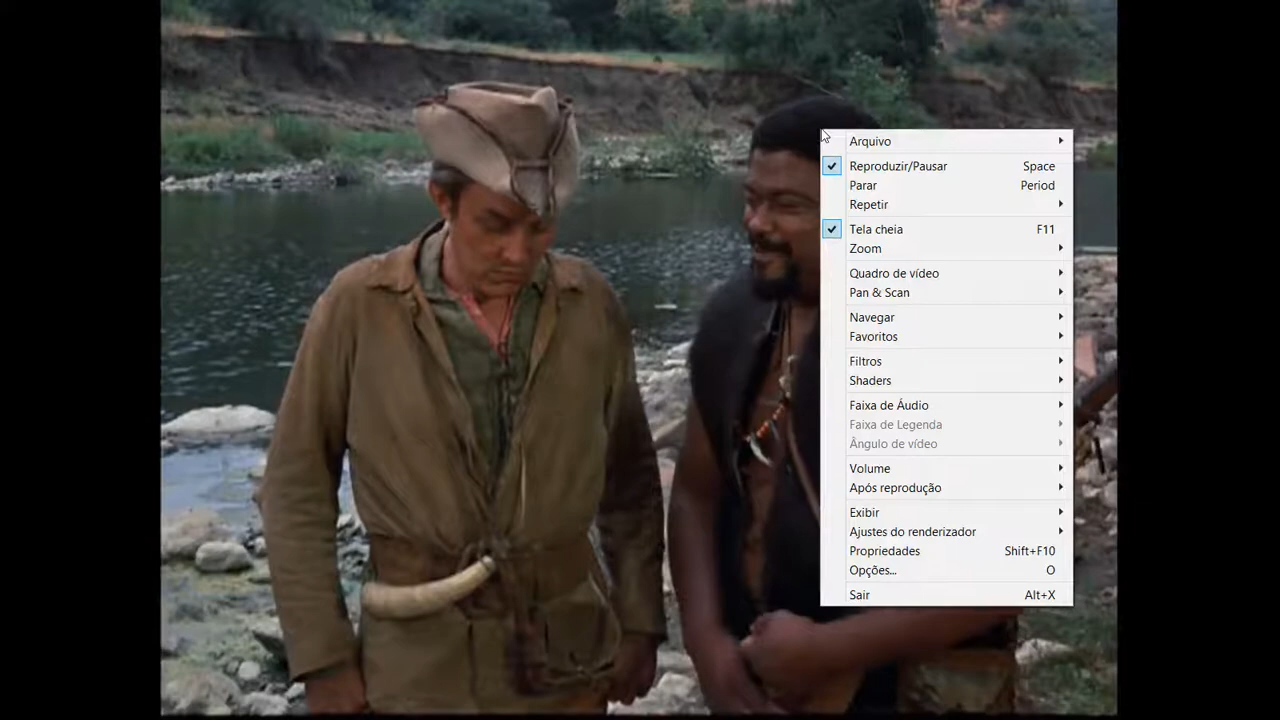 Arquivo
Reproduzir/Pausar Space
Parar Period
Repetir
Tela cheia F11
Zoom
Quadro de vídeo
Pan & Scan
Navegar
Favoritos
Filtros
Shaders
Faixa de Áudio
Faixa de Legenda
Ângulo de vídeo
Volume
Após reprodução
Exibir
Ajustes do renderizador
Propriedades Shift+F10
Opções... O
Sair Alt+X